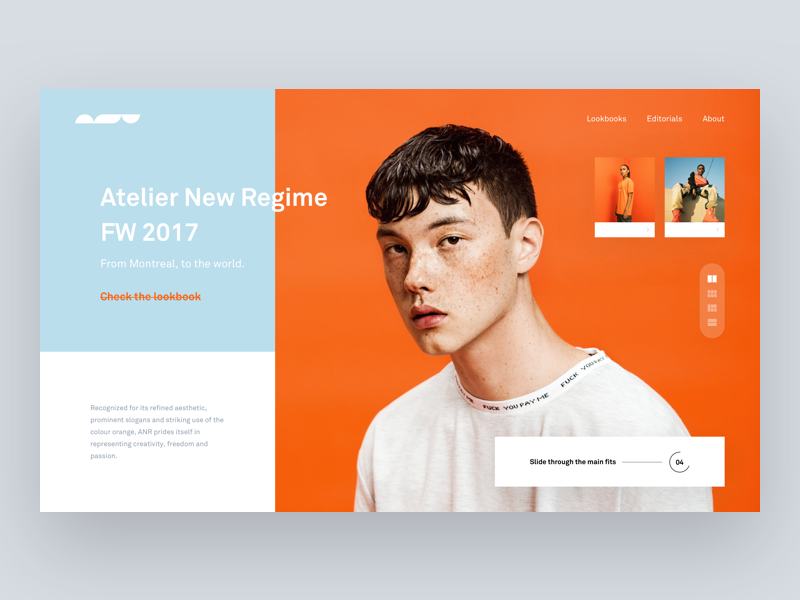 Lookbooks Editorials About
Atelier New Regime
FW 2017
From Montreal, to the world.
Check the lookbook
Recognized for its refined aesthetic,
prominent slogans and striking use of the
colour orange, ANR prides itself in
representing creativity, freedom and
passion.
FUCK YOU PAY ME FUCK YOU PAY
Slide through the main fits 04